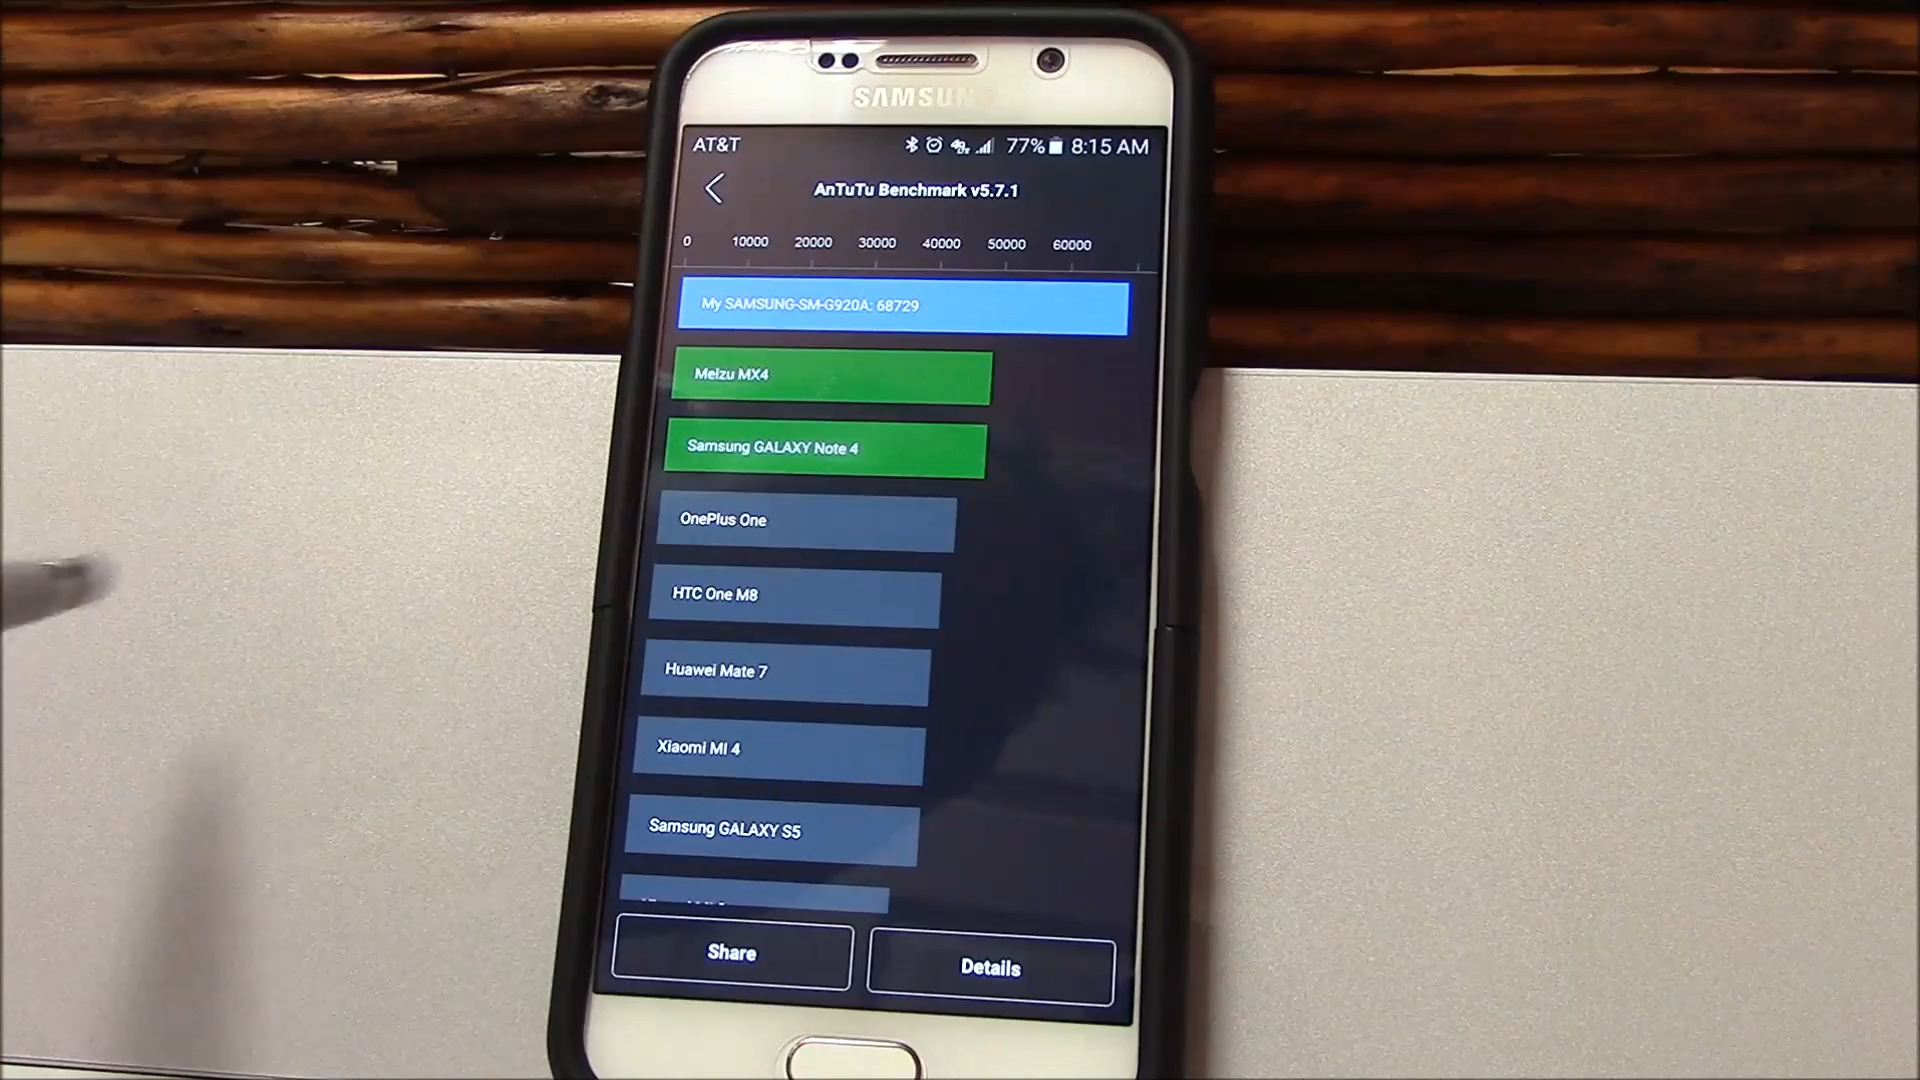 SAMSUNG
AT&T 77% 8:15 AM
AnTuTu Benchmark v5.7.1
0 10000 20000 30000 40000 50000 60000
My SAMSUNG-SM-G920A: 68729
Meizu MX4
Samsung GALAXY Note 4
OnePlus One
HTC One M8
Huawei Mate 7
Xiaomi MI 4
Samsung GALAXY S5
Share
Details